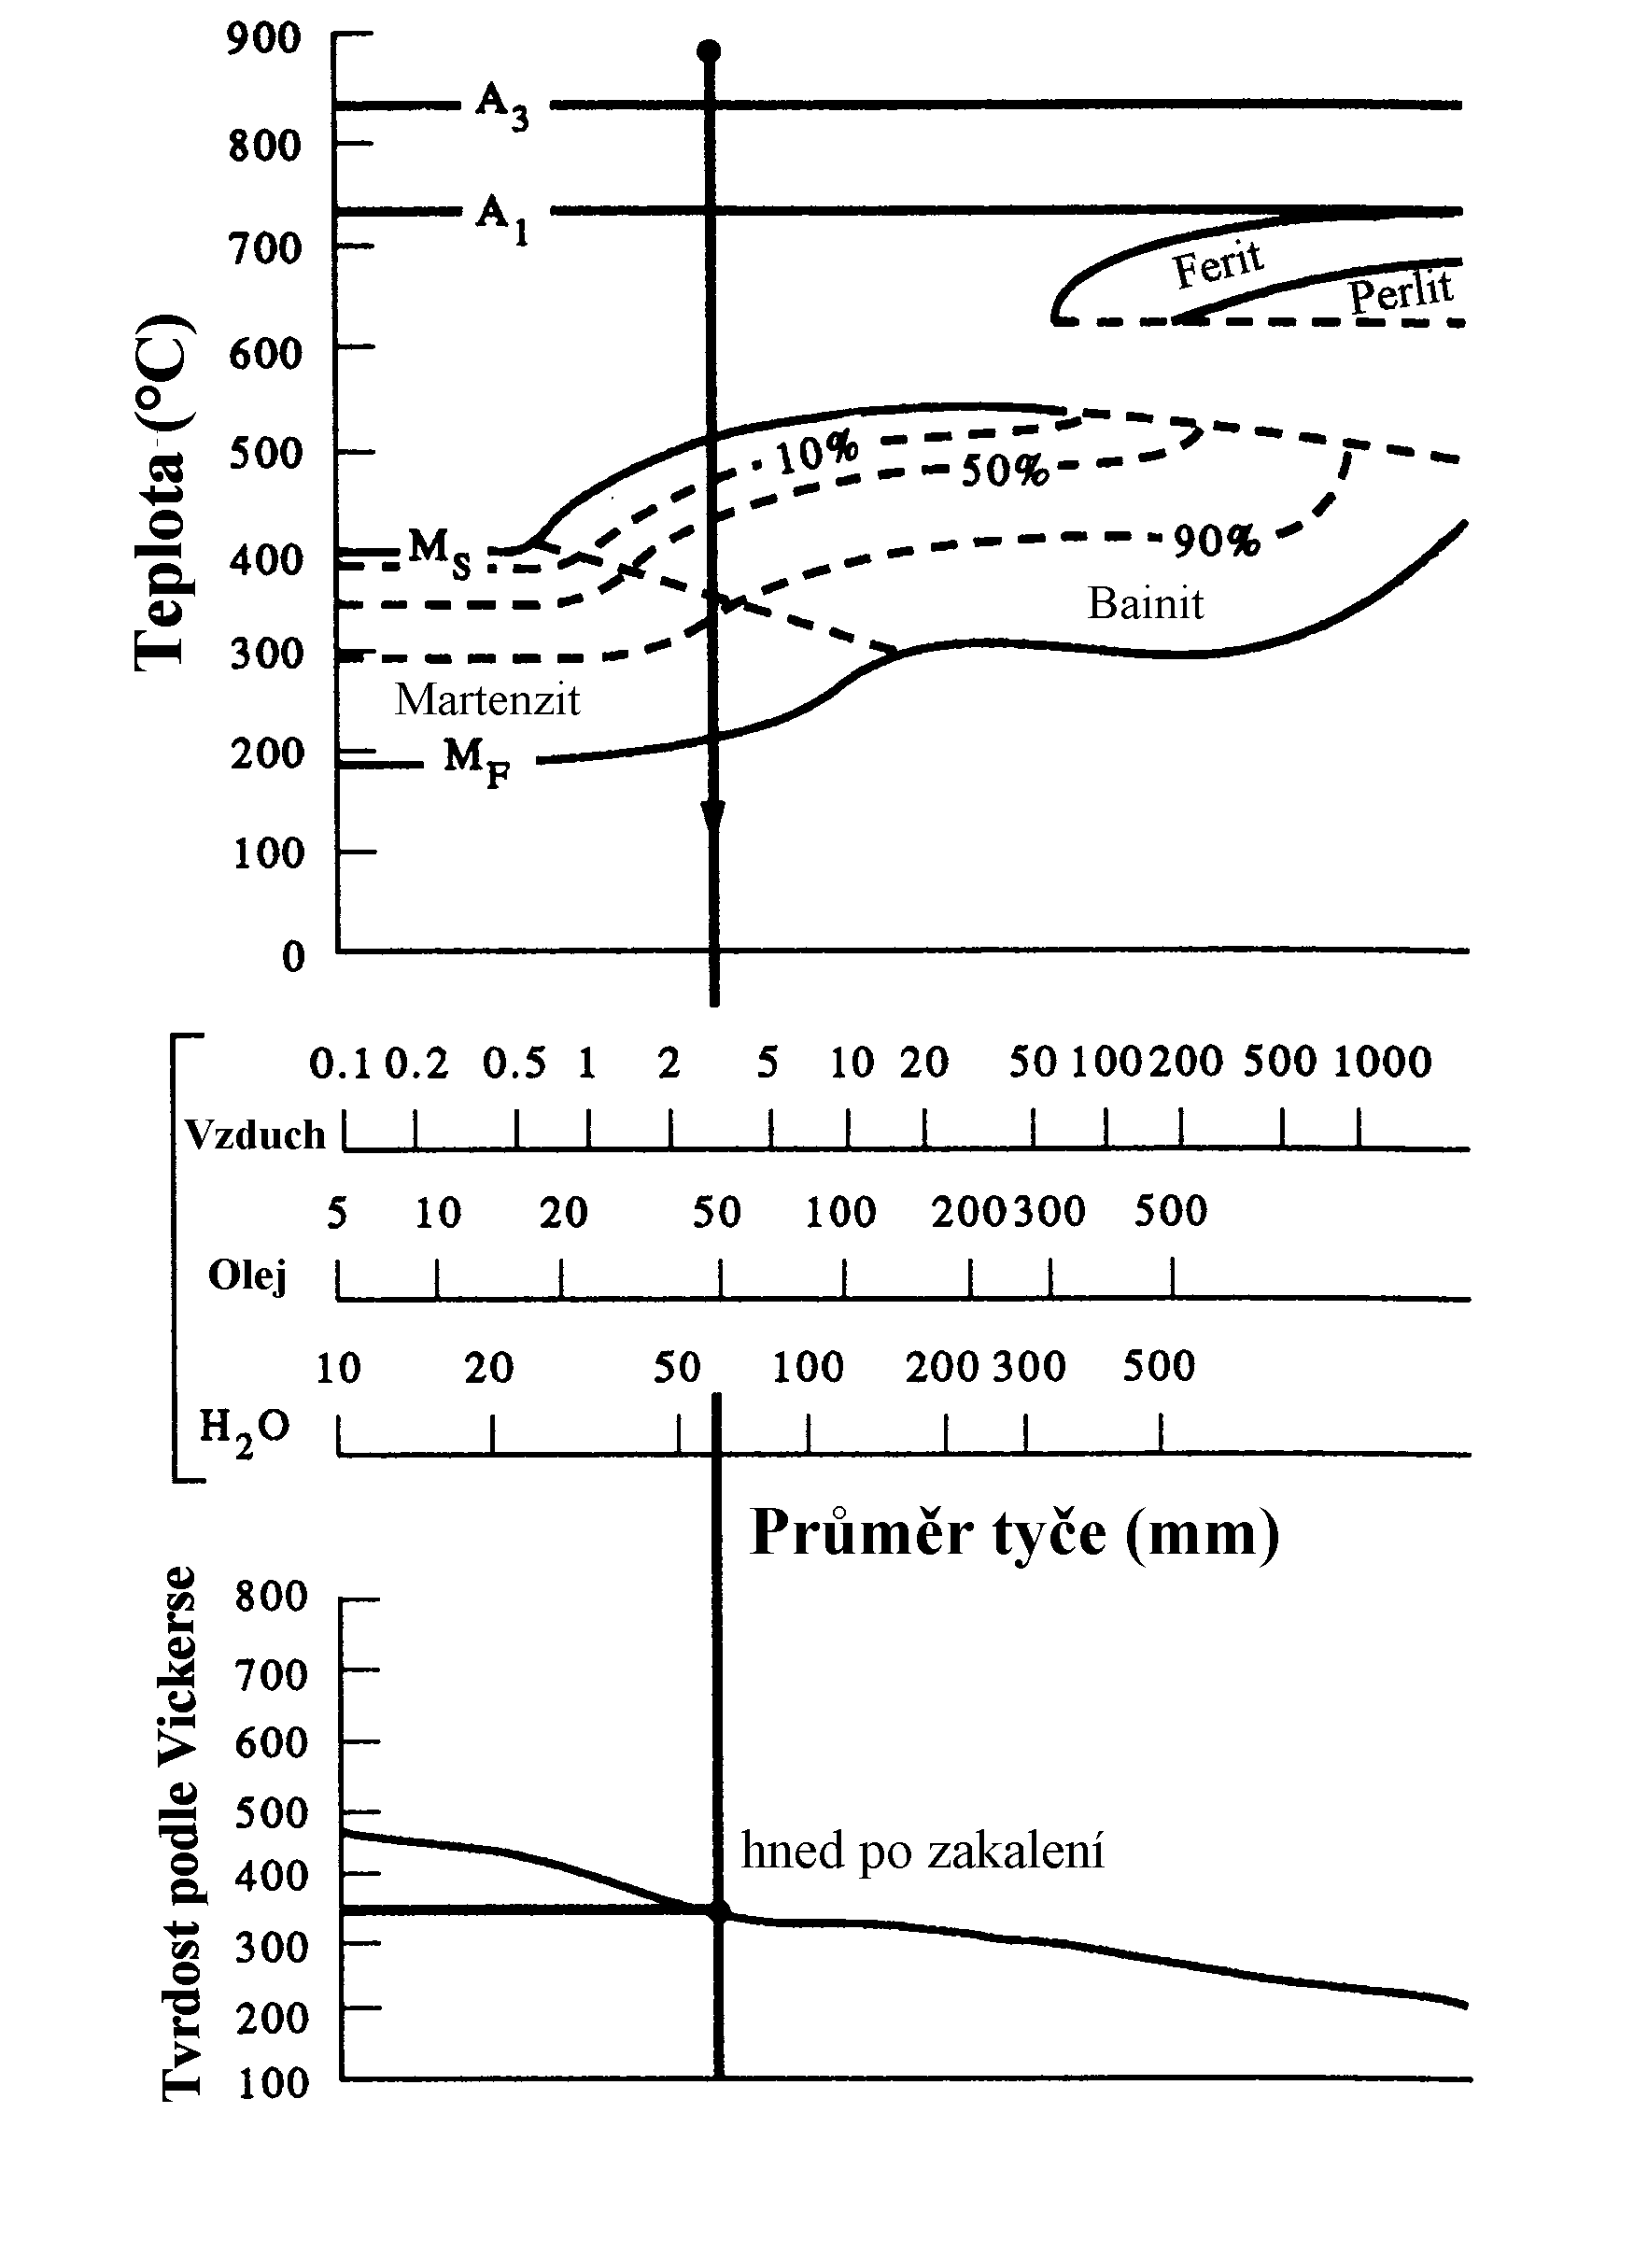 Teplota (°C)
900
800
700
600
500
400
300
200
100
0
A3
A1
Ferit
Perlit
10%
50%
90%
MS
Bainit
Martenzit
MF
0.1 0.2 0.5 1 2 5 10 20 50 100 200 500 1000
Vzduch
5 10 20 50 100 200 300 500
Olej
10 20 50 100 200 300 500
H2O
Průměr tyče (mm)
Tvrdost podle Vickerse
800
700
600
500
400
300
200
100
hned po zakalení